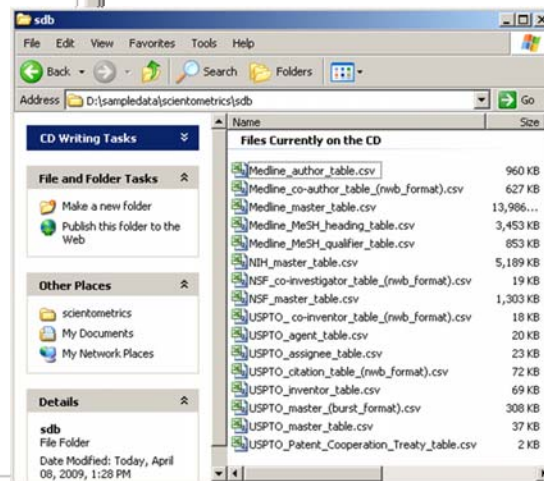 sdb
File Edit View Favorites Tools Help
Back Search Folders
Address D:\sampledata\scientometrics\sdb Go
CD Writing Tasks
File and Folder Tasks
Make a new folder
Publish this folder to the
Web
Other Places
scientometrics
My Documents
My Network Places
Details
sdb
File Folder
Date Modified: Today, April
08, 2009, 1:28 PM
Name Size
Files Currently on the CD
Medline_author_table.csv 960 KB
Medline_co-author_table_(nwb_format).csv 627 KB
Medline_master_table.csv 13,986...
Medline_MeSH_heading_table.csv 3,453 KB
Medline_MeSH_qualifier_table.csv 853 KB
NIH_master_table.csv 5,189 KB
NSF_co-investigator_table_(nwb_format).csv 19 KB
NSF_master_table.csv 1,303 KB
USPTO_ co-inventor_table_(nwb_format).csv 18 KB
USPTO_agent_table.csv 20 KB
USPTO_assignee_table.csv 23 KB
USPTO_citation_table_(nwb_format).csv 72 KB
USPTO_inventor_table.csv 69 KB
USPTO_master_(burst_format).csv 308 KB
USPTO_master_table.csv 37 KB
USPTO_Patent_Cooperation_Treaty_table.csv 2 KB